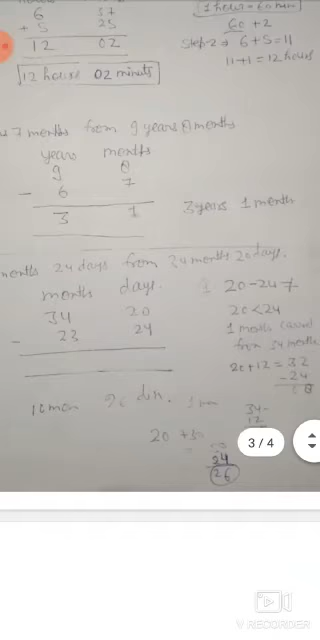 6 37
+ 5 25
12 02
12 hours 02 minuts
1 hour = 60 min
60 + 2
Step-2 ⇒ 6 + 5 = 11
11 + 1 = 12 hours
7 months from 9 years 8 months
years months
9 8
- 6 7
3 1
3 years 1 month
months 24 days from 34 months 20 days.
months days.
34 20
- 23 24
20 - 24
20 < 24
1 month
from 34 months
20 + 12 = 32
- 24
20 + 30
24
26
3 / 4
RECORDER